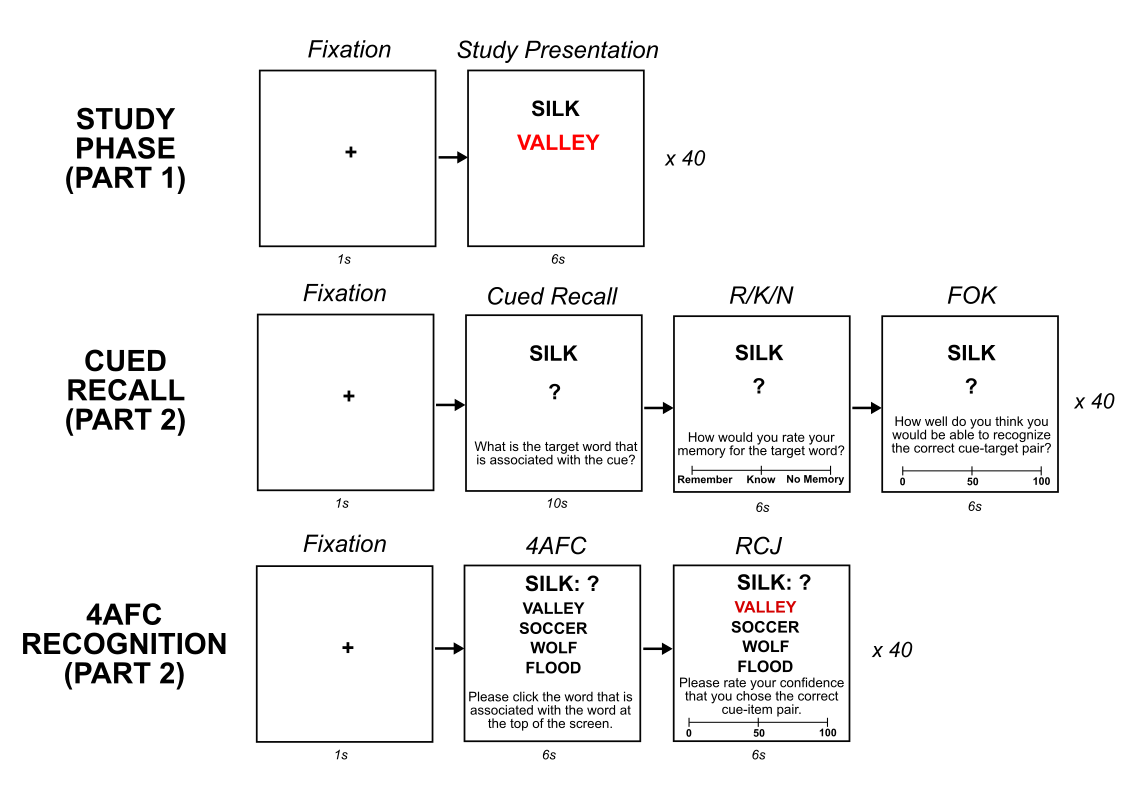 Fixation
Study Presentation
STUDY
PHASE
(PART 1)
+
SILK
VALLEY
x 40
1s
6s
Fixation
Cued Recall
R/K/N
FOK
CUED
RECALL
(PART 2)
+
SILK
?
What is the target word that
is associated with the cue?
SILK
?
How would you rate your
memory for the target word?
Remember Know No Memory
SILK
?
How well do you think you
would be able to recognize
the correct cue-target pair?
0 50 100
x 40
1s
10s
6s
6s
Fixation
4AFC
RCJ
4AFC
RECOGNITION
(PART 2)
+
SILK: ?
VALLEY
SOCCER
WOLF
FLOOD
Please click the word that is
associated with the word at
the top of the screen.
SILK: ?
VALLEY
SOCCER
WOLF
FLOOD
Please rate your confidence
that you chose the correct
cue-item pair.
0 50 100
x 40
1s
6s
6s